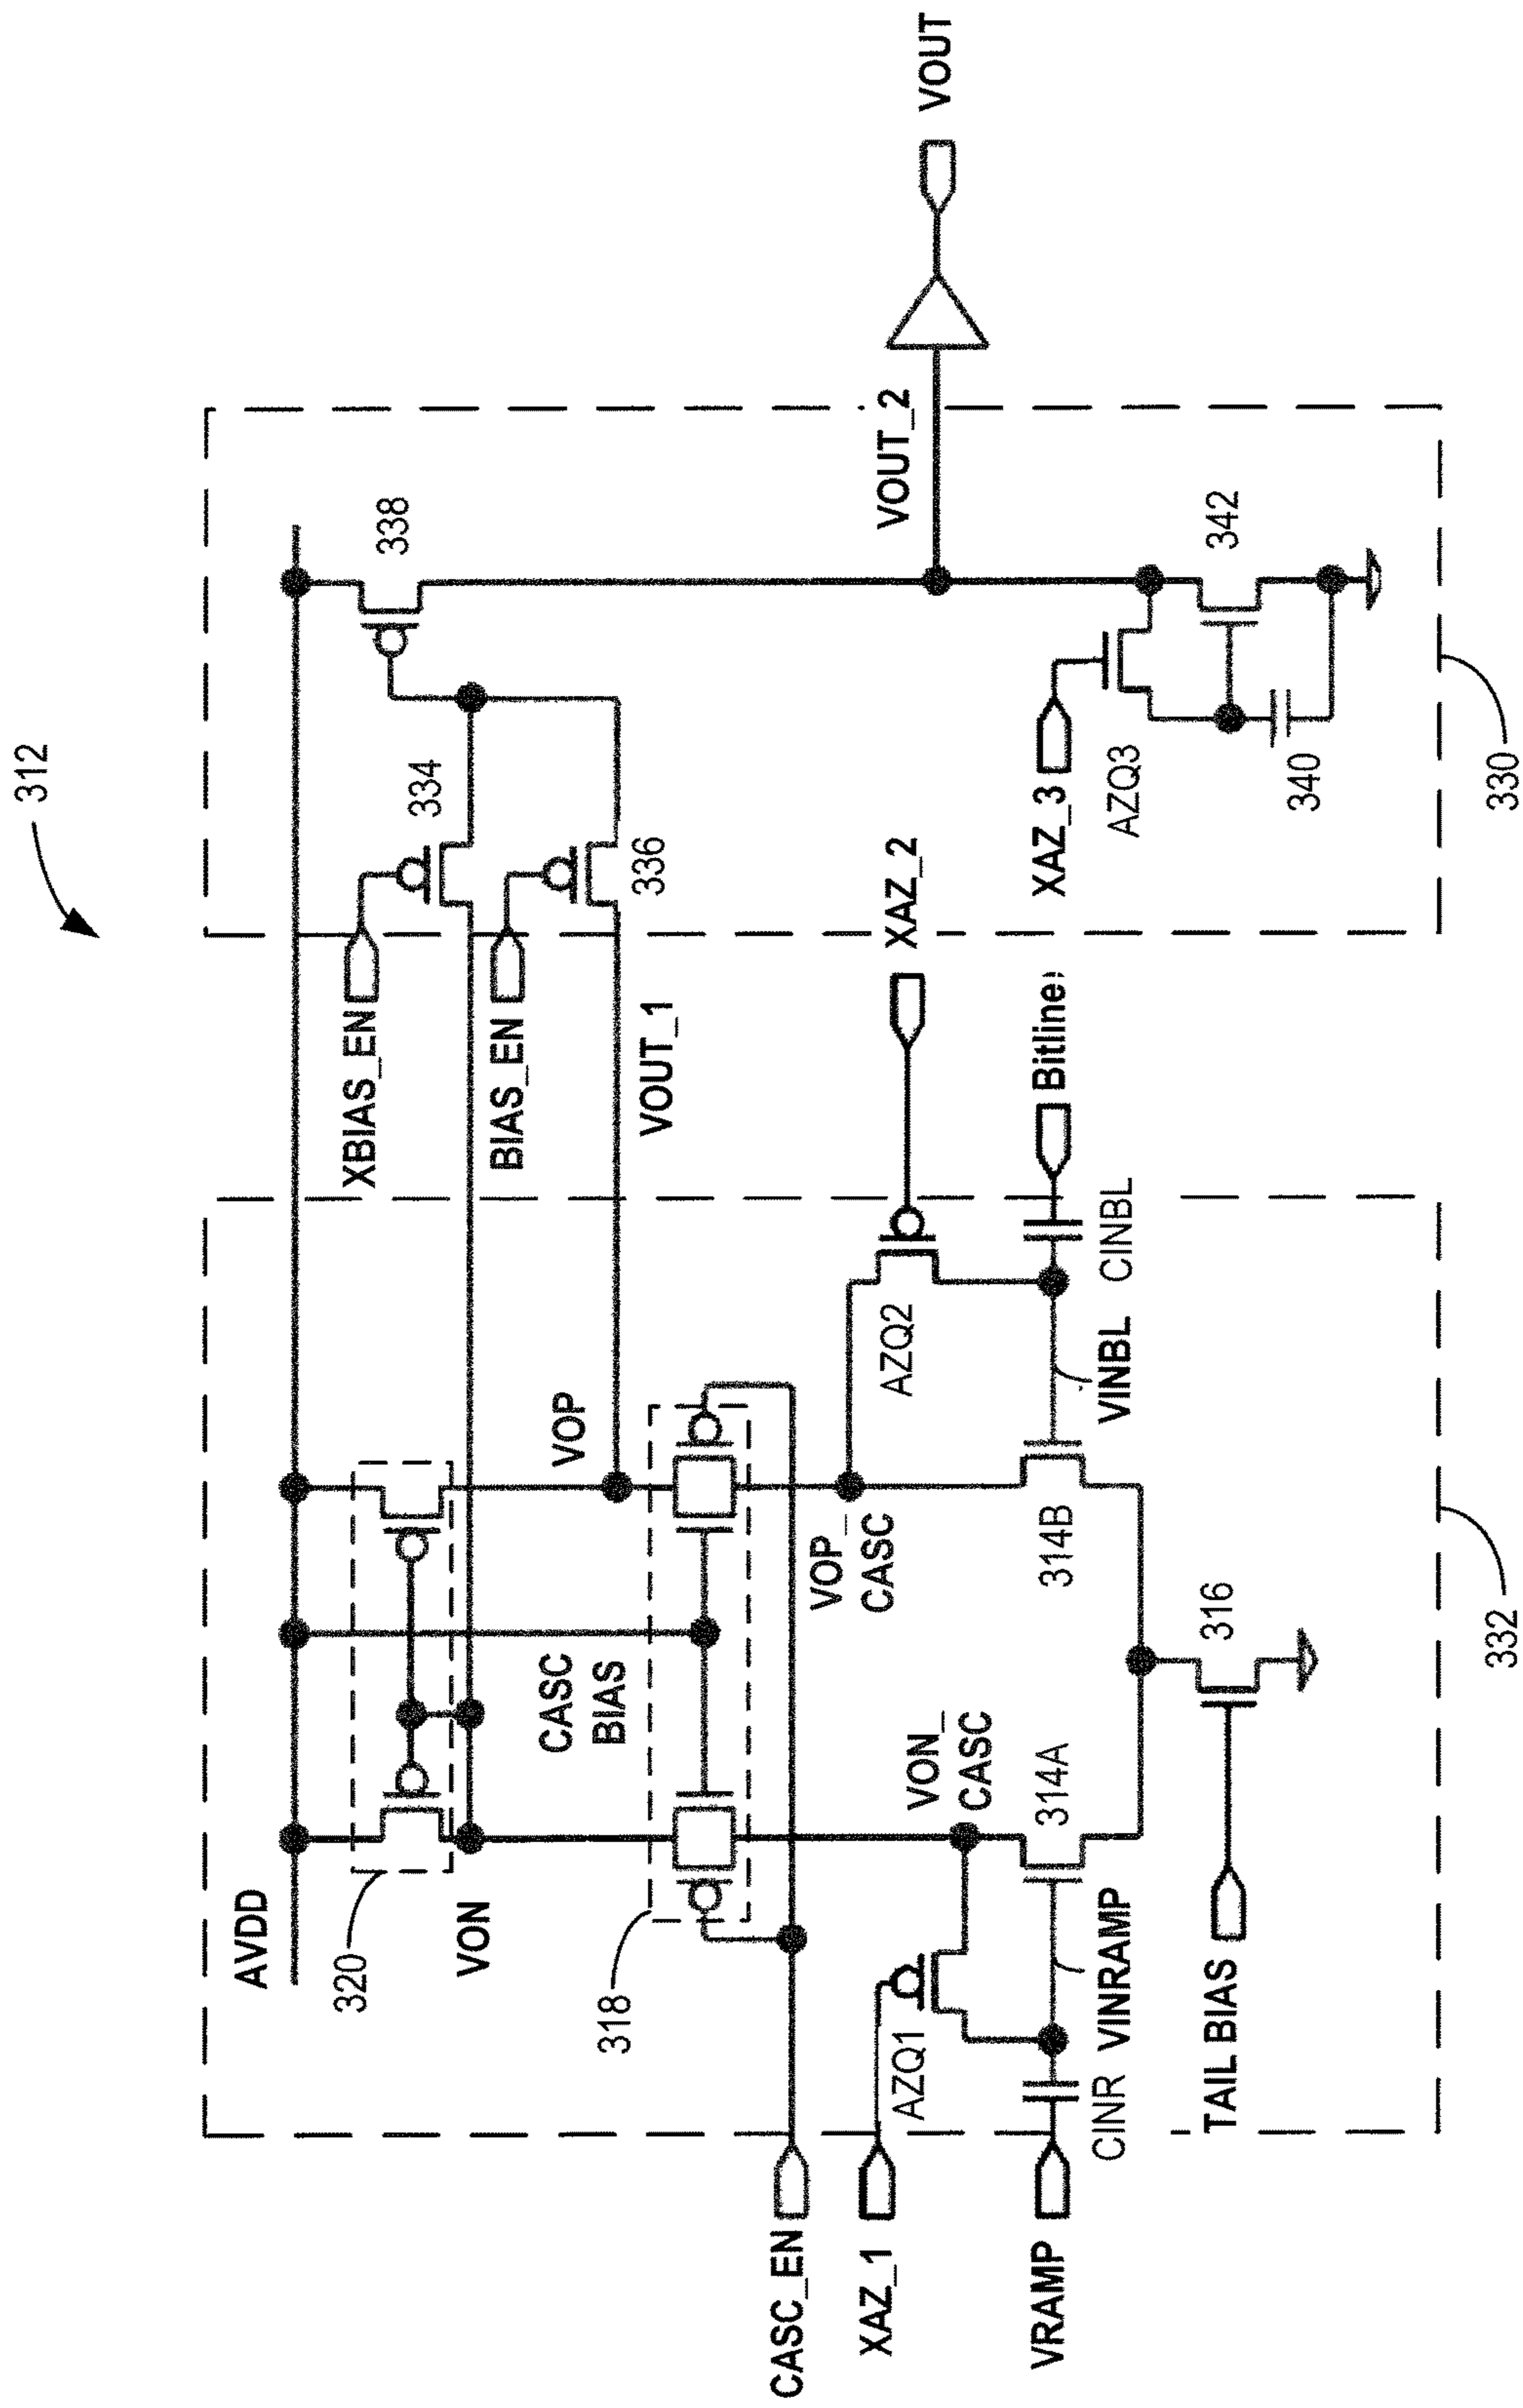 312
AVDD
320
VON
318
CASC
BIAS
VOP
XBIAS_EN
BIAS_EN
VOUT_1
334
336
338
VOUT_2
VOUT
CASC_EN
XAZ_1
AZQ1
VRAMP
CINR
VINRAMP
VON_
CASC
314A
VOP_
CASC
314B
AZQ2
XAZ_2
Bitline
CINBL
VINBL
TAIL BIAS
316
XAZ_3
AZQ3
340
342
332
330